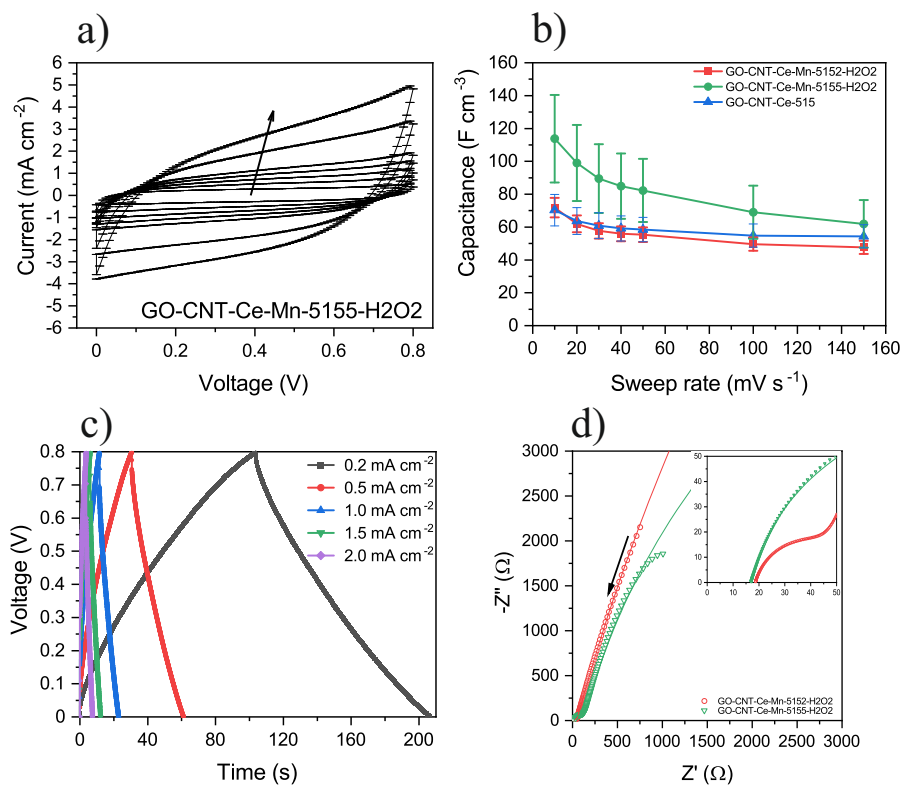 a)
6
5
4
3
2
1
0
-1
-2
-3
-4
-5
-6
Current (mA cm-2)
GO-CNT-Ce-Mn-5155-H2O2
0 0.2 0.4 0.6 0.8
Voltage (V)
b)
160
140
120
100
80
60
40
20
0
Capacitance (F cm-3)
GO-CNT-Ce-Mn-5152-H2O2
GO-CNT-Ce-Mn-5155-H2O2
GO-CNT-Ce-515
0 20 40 60 80 100 120 140 160
Sweep rate (mV s-1)
c)
0.8
0.7
0.6
0.5
0.4
0.3
0.2
0.1
0
Voltage (V)
0.2 mA cm-2
0.5 mA cm-2
1.0 mA cm-2
1.5 mA cm-2
2.0 mA cm-2
0 40 80 120 160 200
Time (s)
d)
3000
2750
2500
2250
2000
1750
1500
1250
1000
750
500
250
0
-Z" (Ω)
50
40
30
20
10
0
0 10 20 30 40 50
GO-CNT-Ce-Mn-5152-H2O2
GO-CNT-Ce-Mn-5155-H2O2
0 500 1000 1500 2000 2500 3000
Z' (Ω)